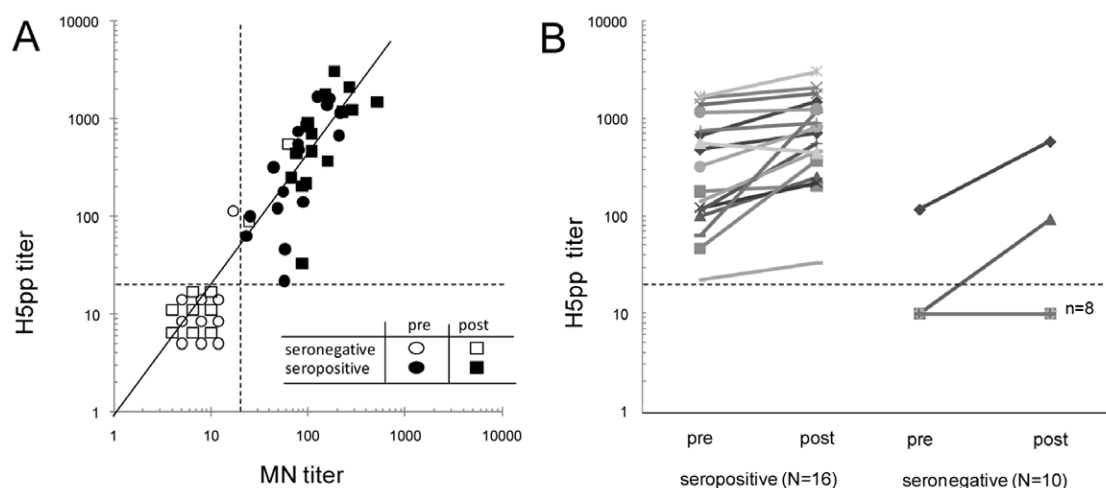 A
10000
1000
100
10
1
H5pp titer
1
10
100
1000
10000
MN titer
pre post
seronegative
seropositive
B
10000
1000
100
10
1
H5pp titer
n=8
pre post pre post
seropositive (N=16) seronegative (N=10)